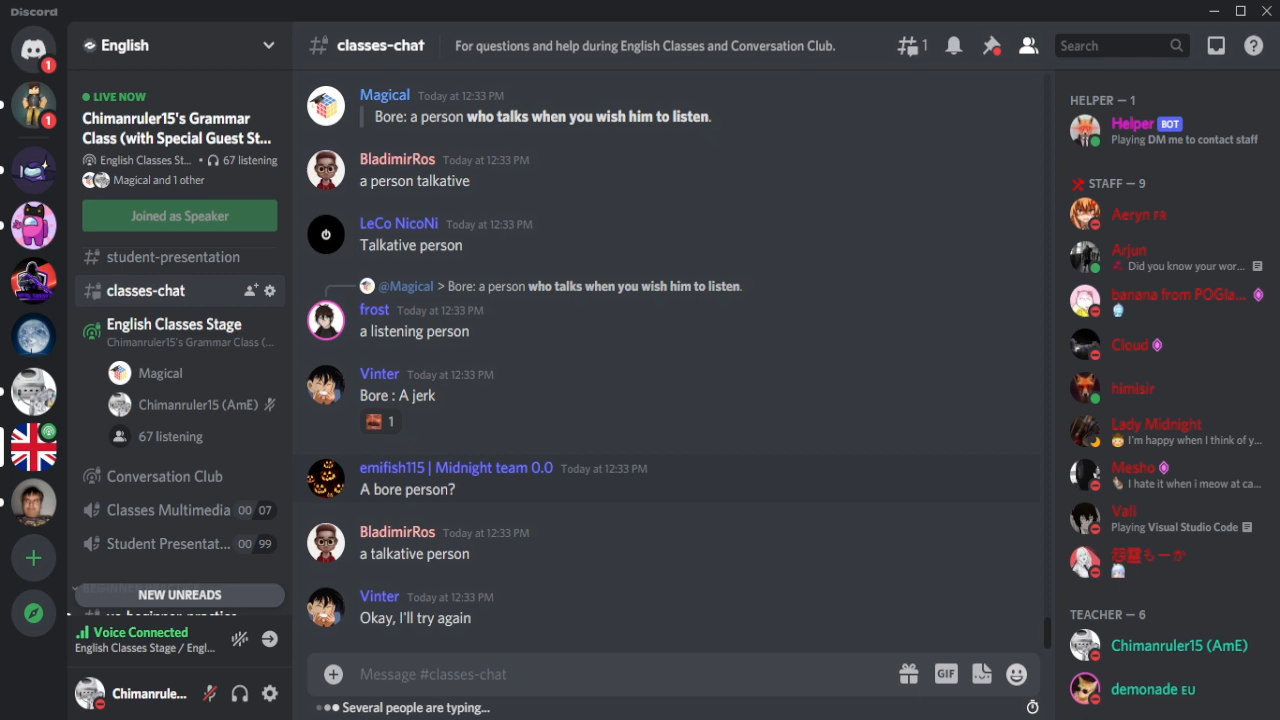 Discord
1
1
English
LIVE NOW
Chimanruler15's Grammar
Class (with Special Guest St...
English Classes St... • 67 listening
Magical and 1 other
Joined as Speaker
student-presentation
classes-chat
English Classes Stage
Chimanruler15's Grammar Class (...
Magical
Chimanruler15 (AmE)
67 listening
Conversation Club
Classes Multimedia 00 07
Student Presentat... 00 99
NEW UNREADS
Voice Connected
English Classes Stage / Engl...
Chimanrule...
classes-chat
For questions and help during English Classes and Conversation Club.
1
Search
Magical Today at 12:33 PM
Bore: a person who talks when you wish him to listen.
BladimirRos Today at 12:33 PM
a person talkative
LeCo NicoNi Today at 12:33 PM
Talkative person
@Magical > Bore: a person who talks when you wish him to listen.
frost Today at 12:33 PM
a listening person
Vinter Today at 12:33 PM
Bore : A jerk
1
emifish115 | Midnight team 0.0 Today at 12:33 PM
A bore person?
BladimirRos Today at 12:33 PM
a talkative person
Vinter Today at 12:33 PM
Okay, I'll try again
Message #classes-chat
GIF
Several people are typing...
HELPER — 1
Helper BOT
Playing DM me to contact staff
STAFF — 9
Aeryn FR
Arjun
Did you know your wor...
banana from POGla...
Cloud
himisir
Lady Midnight
I'm happy when I think of y...
Mesho
I hate it when i meow at ca...
Vali
Playing Visual Studio Code
TEACHER — 6
Chimanruler15 (AmE)
demonade EU